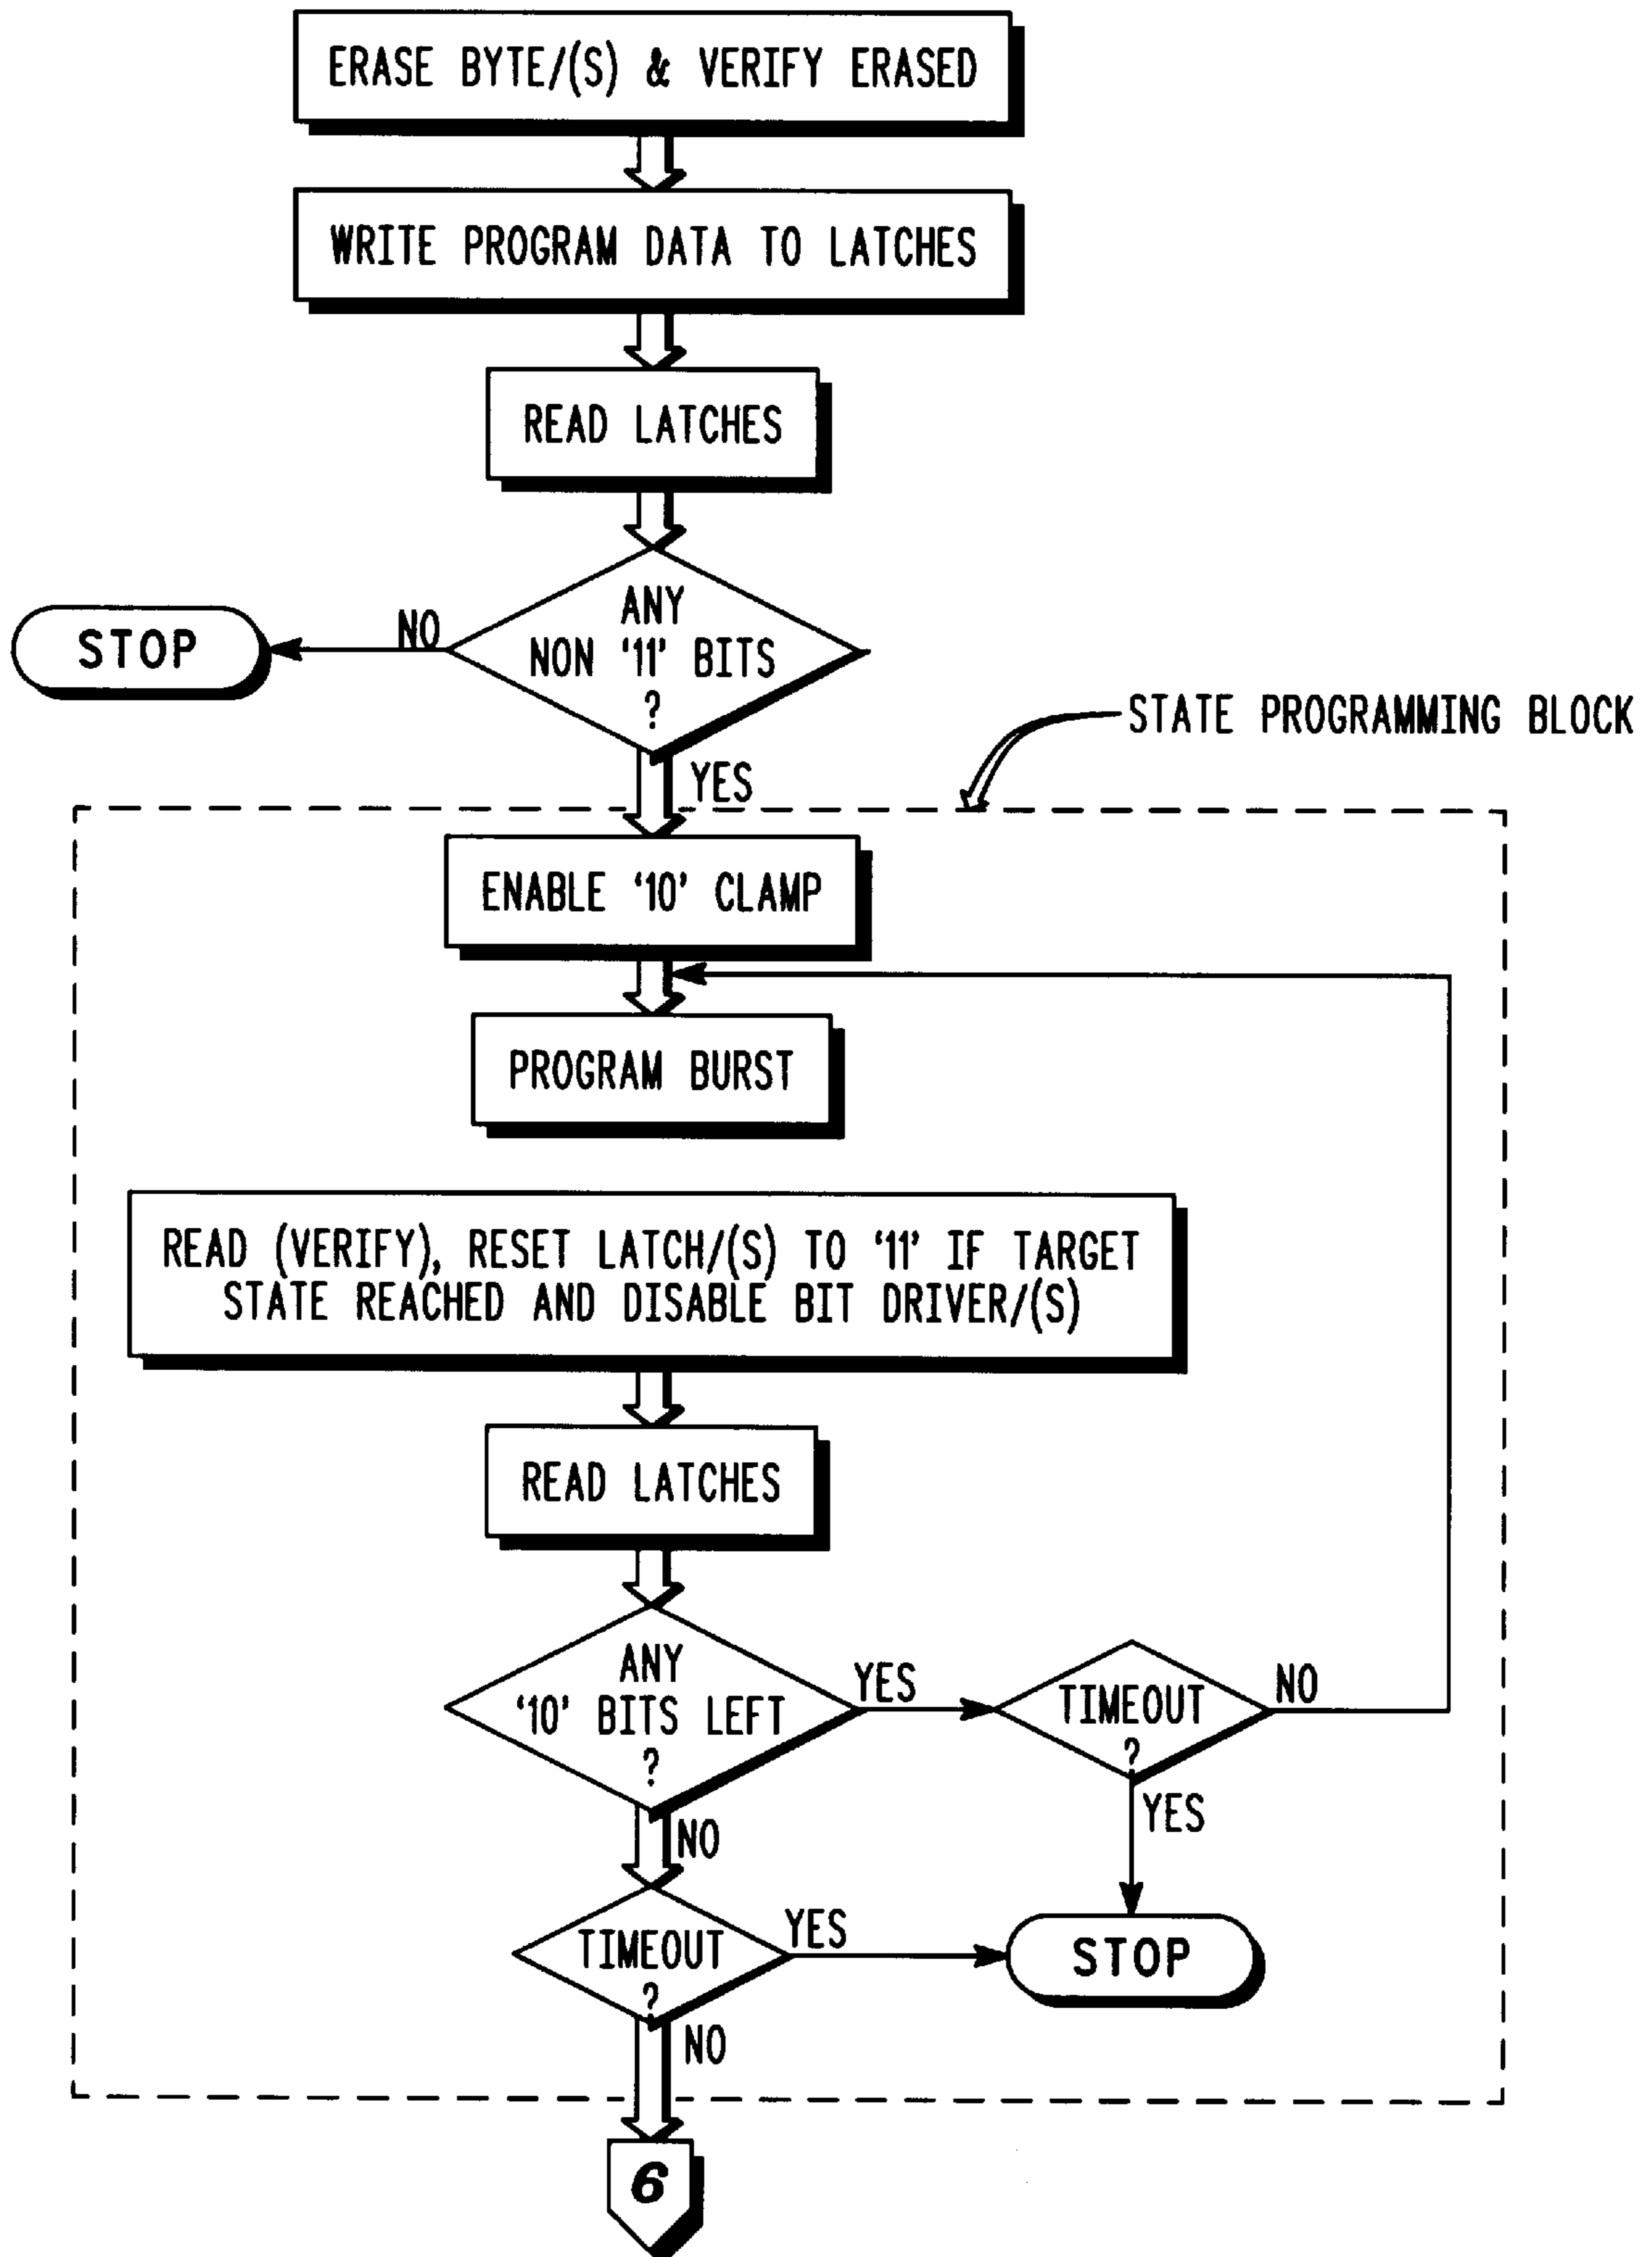 ERASE BYTE/(S) & VERIFY ERASED
WRITE PROGRAM DATA TO LATCHES
READ LATCHES
ANY
NON '11' BITS
?
NO
STOP
YES
STATE PROGRAMMING BLOCK
ENABLE '10' CLAMP
PROGRAM BURST
READ (VERIFY), RESET LATCH/(S) TO '11' IF TARGET
STATE REACHED AND DISABLE BIT DRIVER/(S)
READ LATCHES
ANY
'10' BITS LEFT
?
YES
TIMEOUT
?
NO
YES
NO
TIMEOUT
?
YES
STOP
NO
6